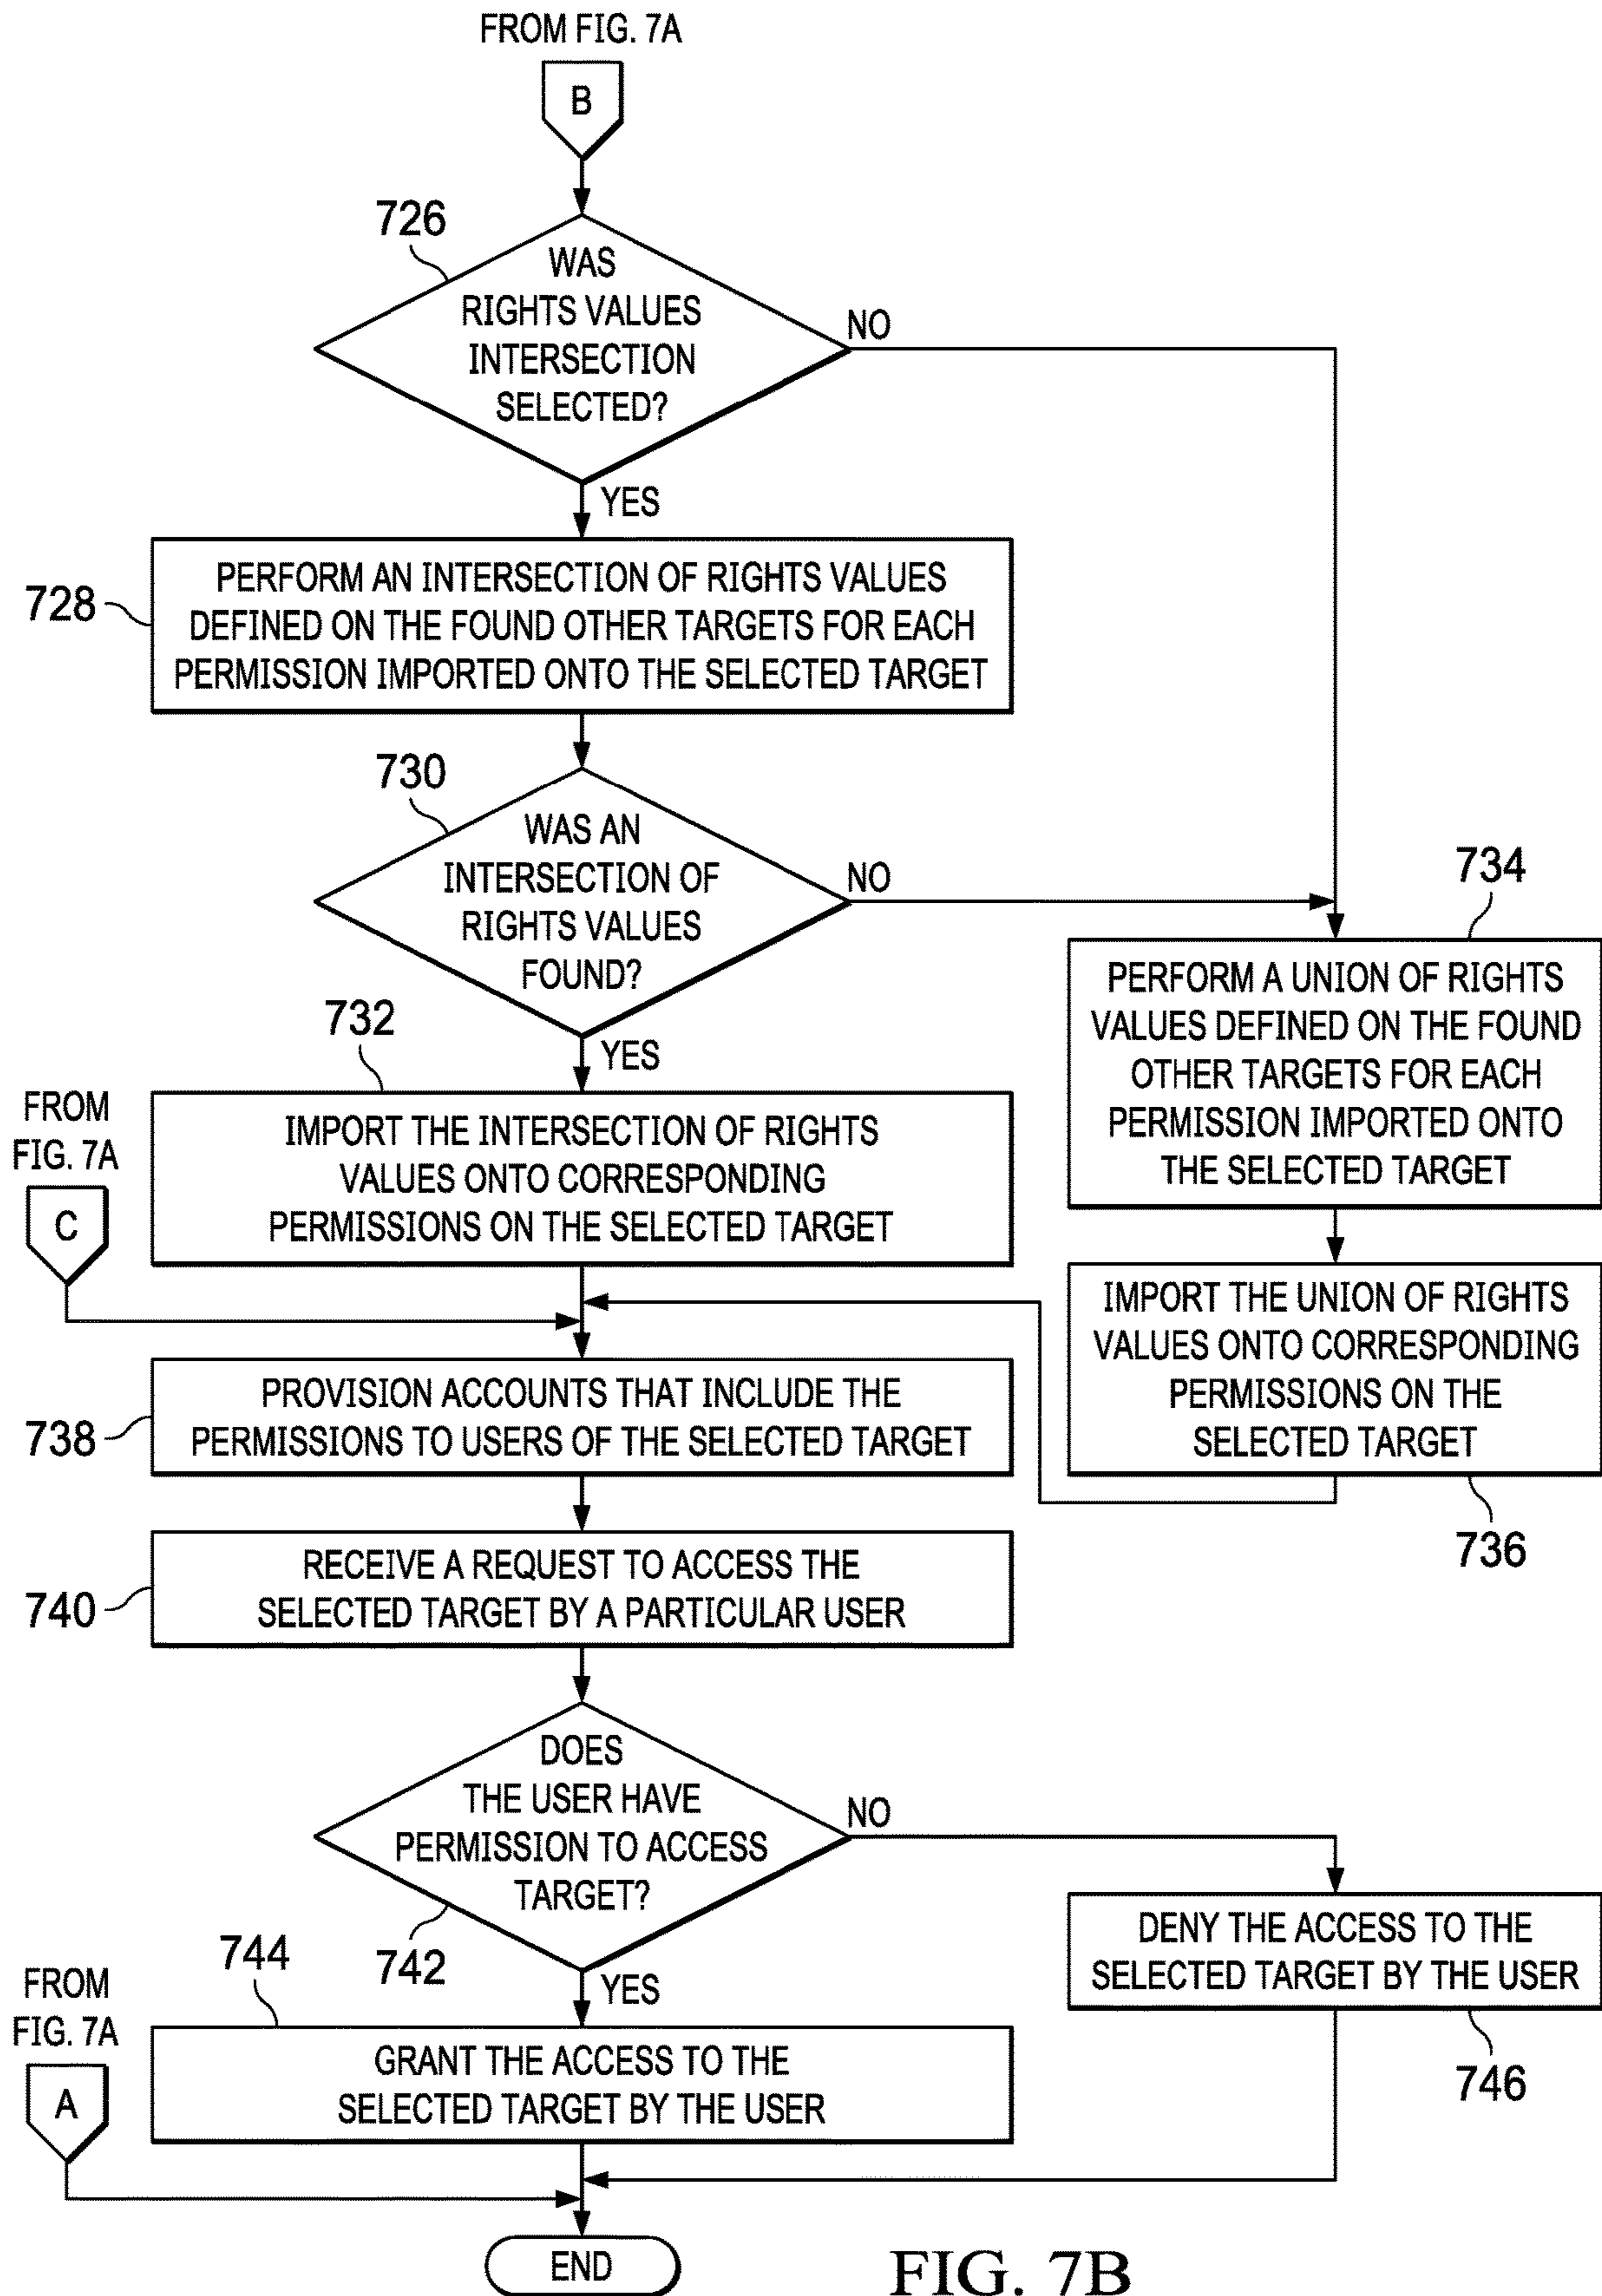 FROM FIG. 7A
B
726
WAS
RIGHTS VALUES
INTERSECTION
SELECTED?
NO
YES
728
PERFORM AN INTERSECTION OF RIGHTS VALUES
DEFINED ON THE FOUND OTHER TARGETS FOR EACH
PERMISSION IMPORTED ONTO THE SELECTED TARGET
730
WAS AN
INTERSECTION OF
RIGHTS VALUES
FOUND?
NO
YES
734
PERFORM A UNION OF RIGHTS
VALUES DEFINED ON THE FOUND
OTHER TARGETS FOR EACH
PERMISSION IMPORTED ONTO
THE SELECTED TARGET
732
IMPORT THE INTERSECTION OF RIGHTS
VALUES ONTO CORRESPONDING
PERMISSIONS ON THE SELECTED TARGET
FROM
FIG. 7A
C
IMPORT THE UNION OF RIGHTS
VALUES ONTO CORRESPONDING
PERMISSIONS ON THE
SELECTED TARGET
736
738
PROVISION ACCOUNTS THAT INCLUDE THE
PERMISSIONS TO USERS OF THE SELECTED TARGET
740
RECEIVE A REQUEST TO ACCESS THE
SELECTED TARGET BY A PARTICULAR USER
DOES
THE USER HAVE
PERMISSION TO ACCESS
TARGET?
742
NO
YES
DENY THE ACCESS TO THE
SELECTED TARGET BY THE USER
746
744
GRANT THE ACCESS TO THE
SELECTED TARGET BY THE USER
FROM
FIG. 7A
A
END
FIG. 7B